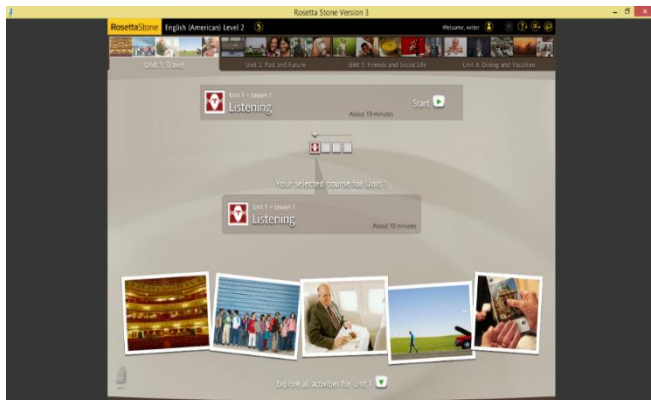 Rosetta Stone Version 3
RosettaStone English (American) Level 2 Welcome, writer
Unit 1: Travel Unit 2: Past and Future Unit 3: Friends and Social Life Unit 4: Dining and Vacation
Unit 1 • Lesson 1
Listening
Start
About 10 minutes
Your selected course for Unit 1
Unit 1 • Lesson 1
Listening
About 10 minutes
Explore all activities for Unit 1